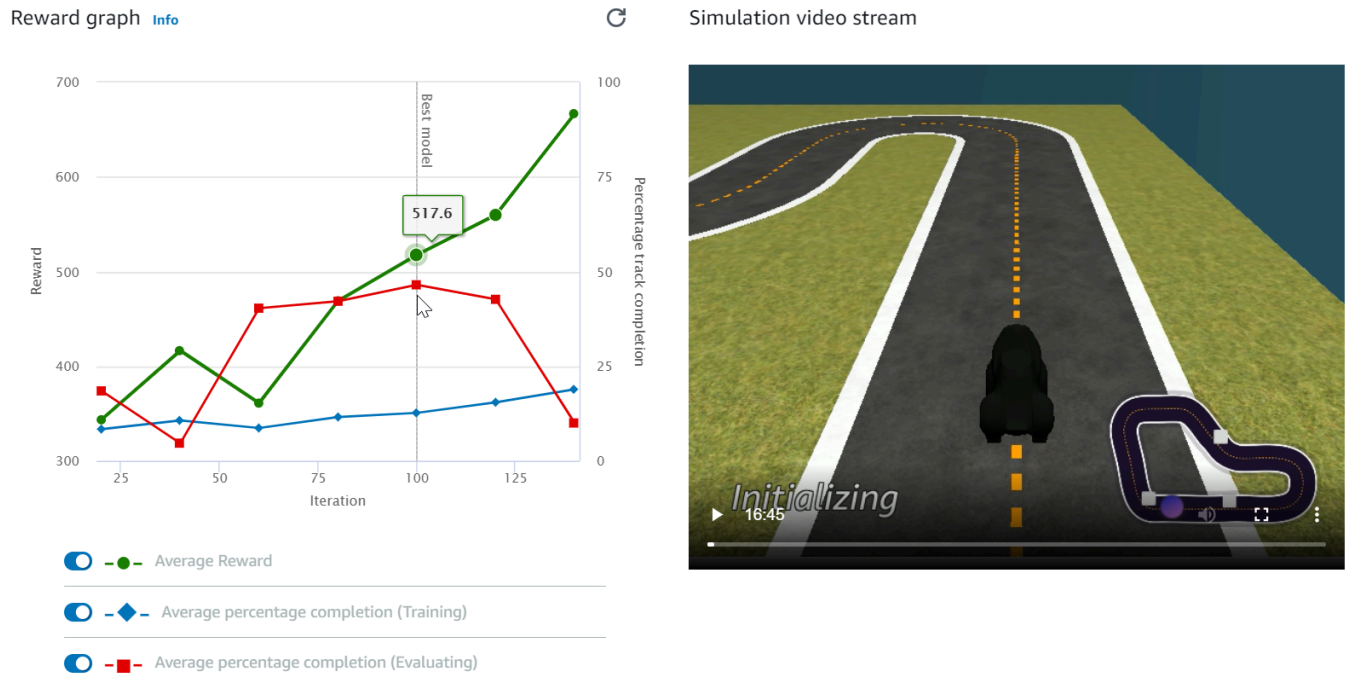 Reward graph Info
Simulation video stream
700
600
500
400
300
Reward
100
75
50
25
0
Percentage track completion
Best model
517.6
25 50 75 100 125
Iteration
Average Reward
Average percentage completion (Training)
Average percentage completion (Evaluating)
Initializing
16:45